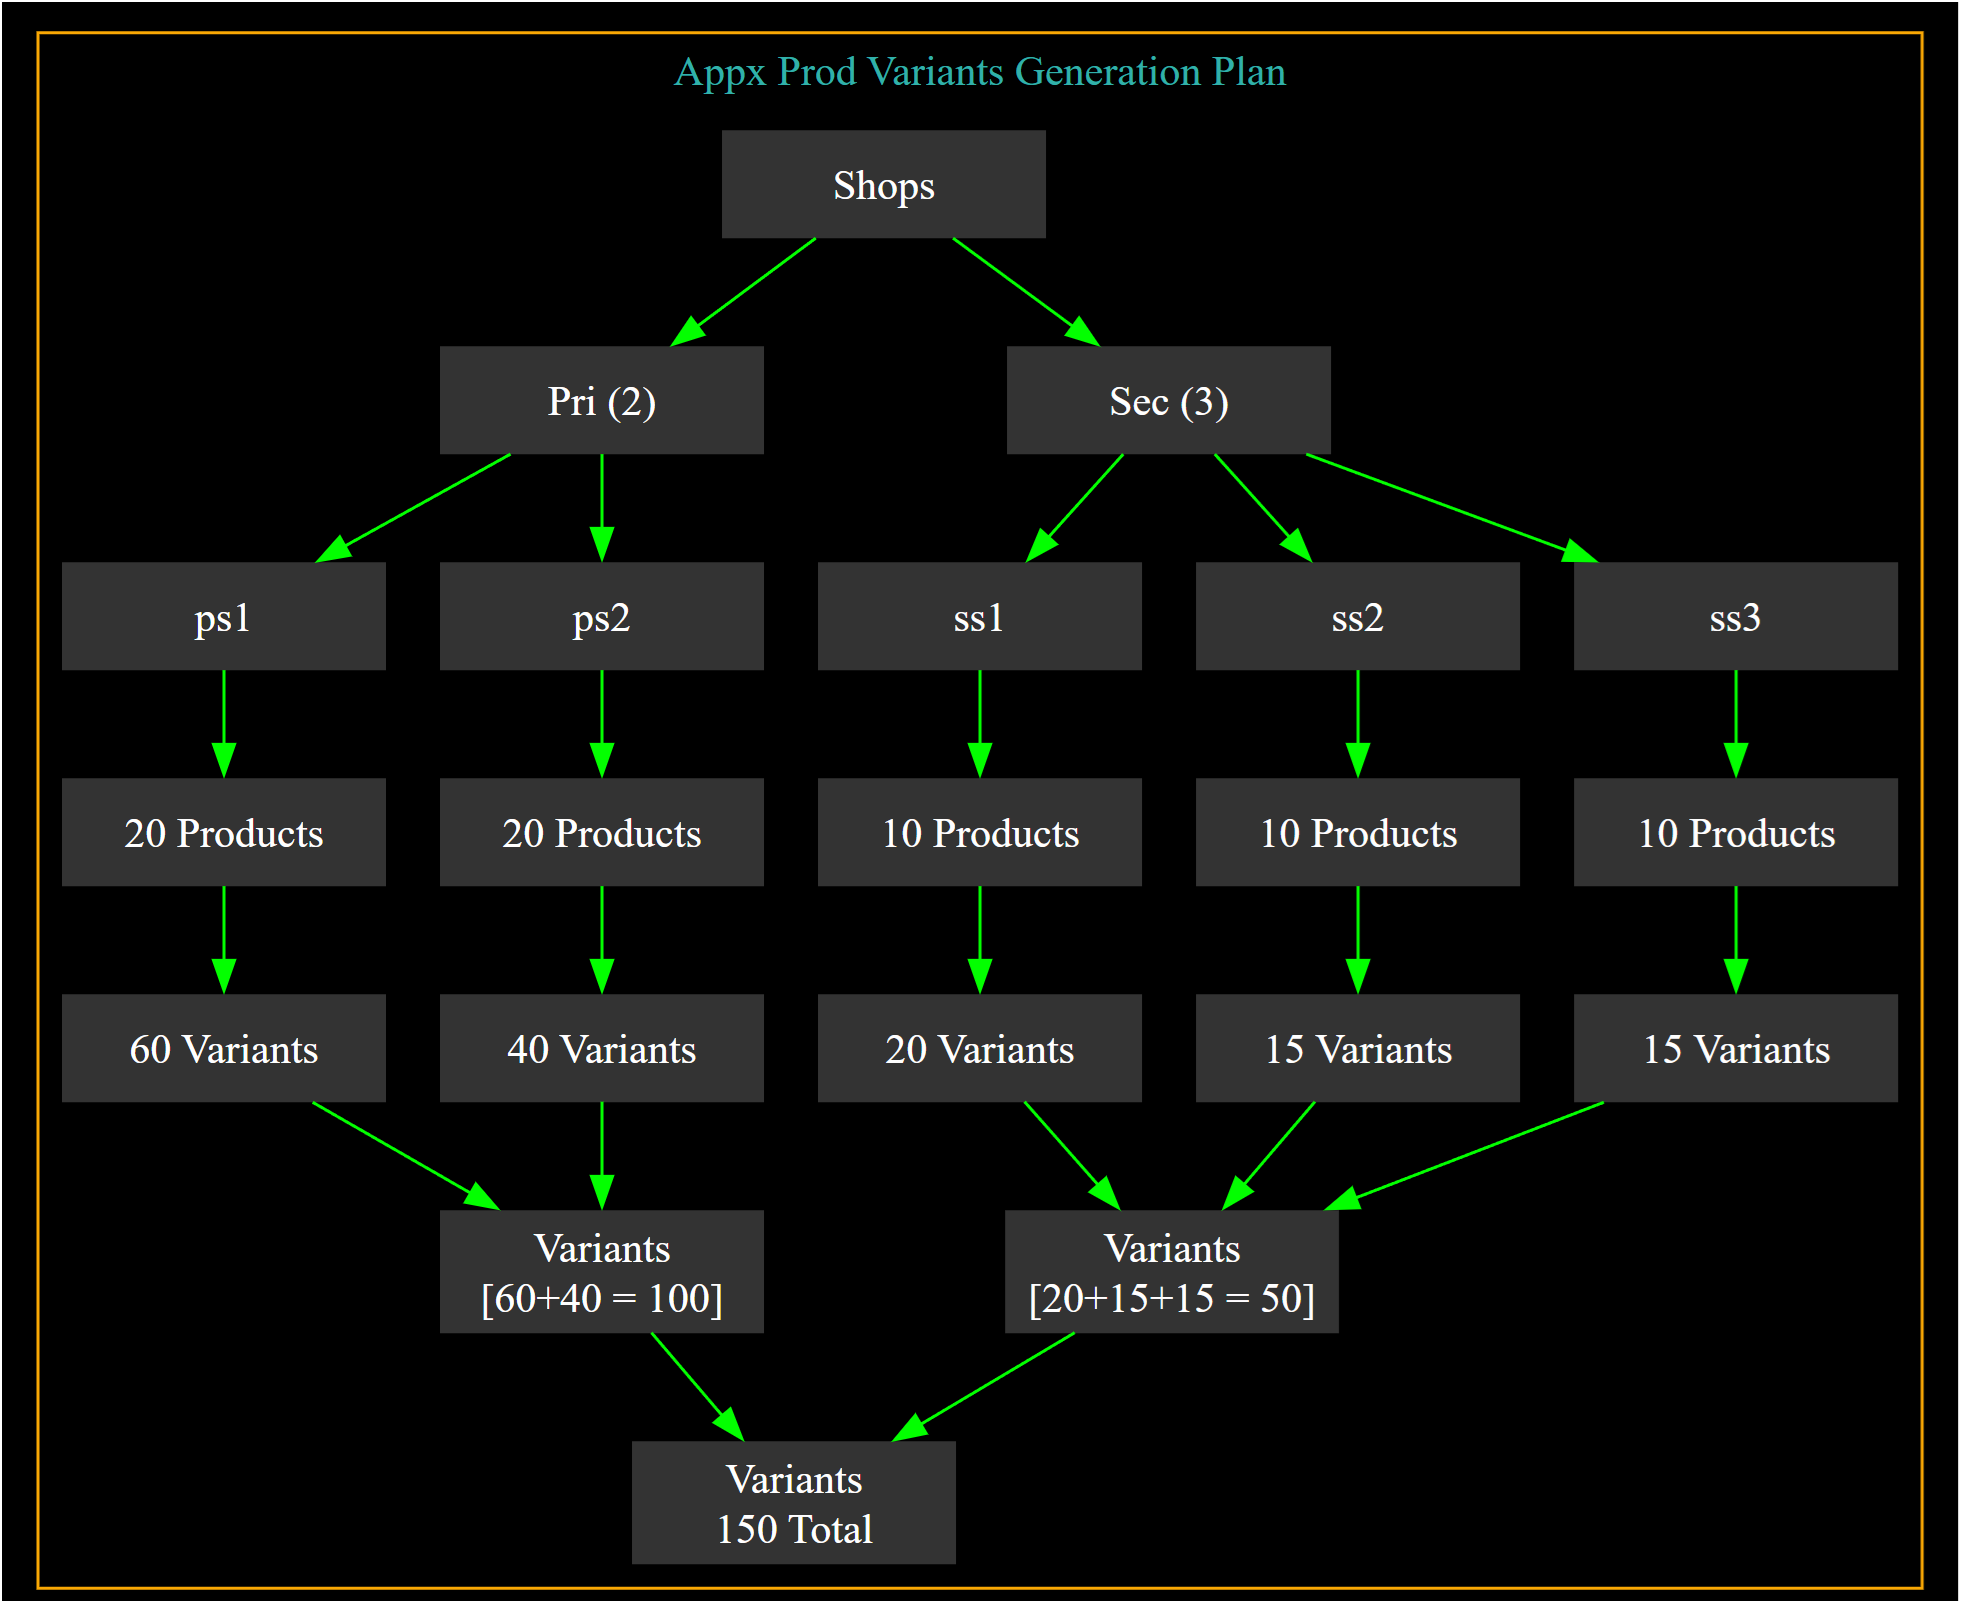 Appx Prod Variants Generation Plan
Shops
Pri (2)
Sec (3)
ps1
ps2
ss1
ss2
ss3
20 Products
20 Products
10 Products
10 Products
10 Products
60 Variants
40 Variants
20 Variants
15 Variants
15 Variants
Variants
[60+40 = 100]
Variants
[20+15+15 = 50]
Variants
150 Total